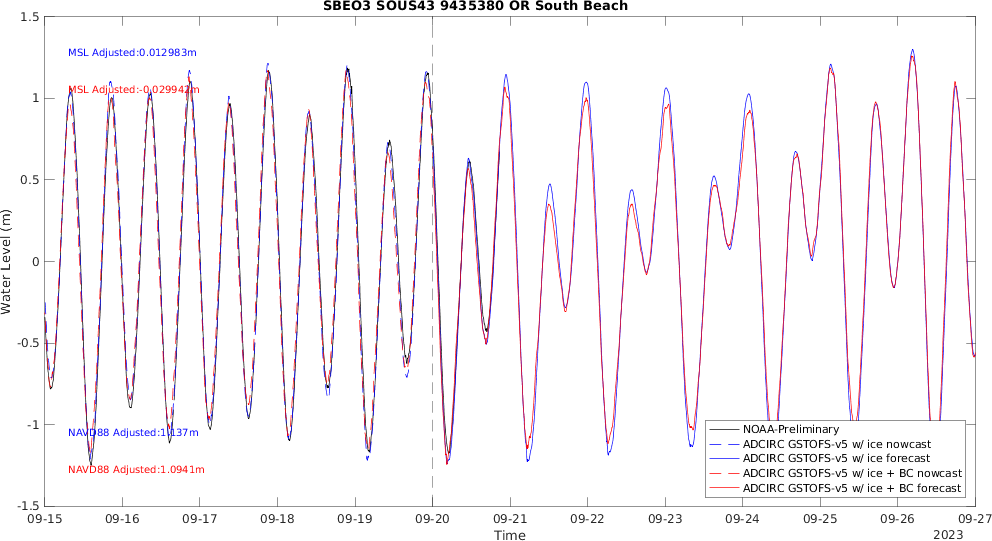 SBEO3 SOUS43 9435380 OR South Beach
MSL Adjusted:0.012983m
MSL Adjusted:-0.029942m
NAVD88 Adjusted:1.137m
NAVD88 Adjusted:1.0941m
Water Level (m)
1.5
1
0.5
0
-0.5
-1
-1.5
NOAA-Preliminary
ADCIRC GSTOFS-v5 w/ ice nowcast
ADCIRC GSTOFS-v5 w/ ice forecast
ADCIRC GSTOFS-v5 w/ ice + BC nowcast
ADCIRC GSTOFS-v5 w/ ice + BC forecast
09-15 09-16 09-17 09-18 09-19 09-20 09-21 09-22 09-23 09-24 09-25 09-26 09-27
Time
2023